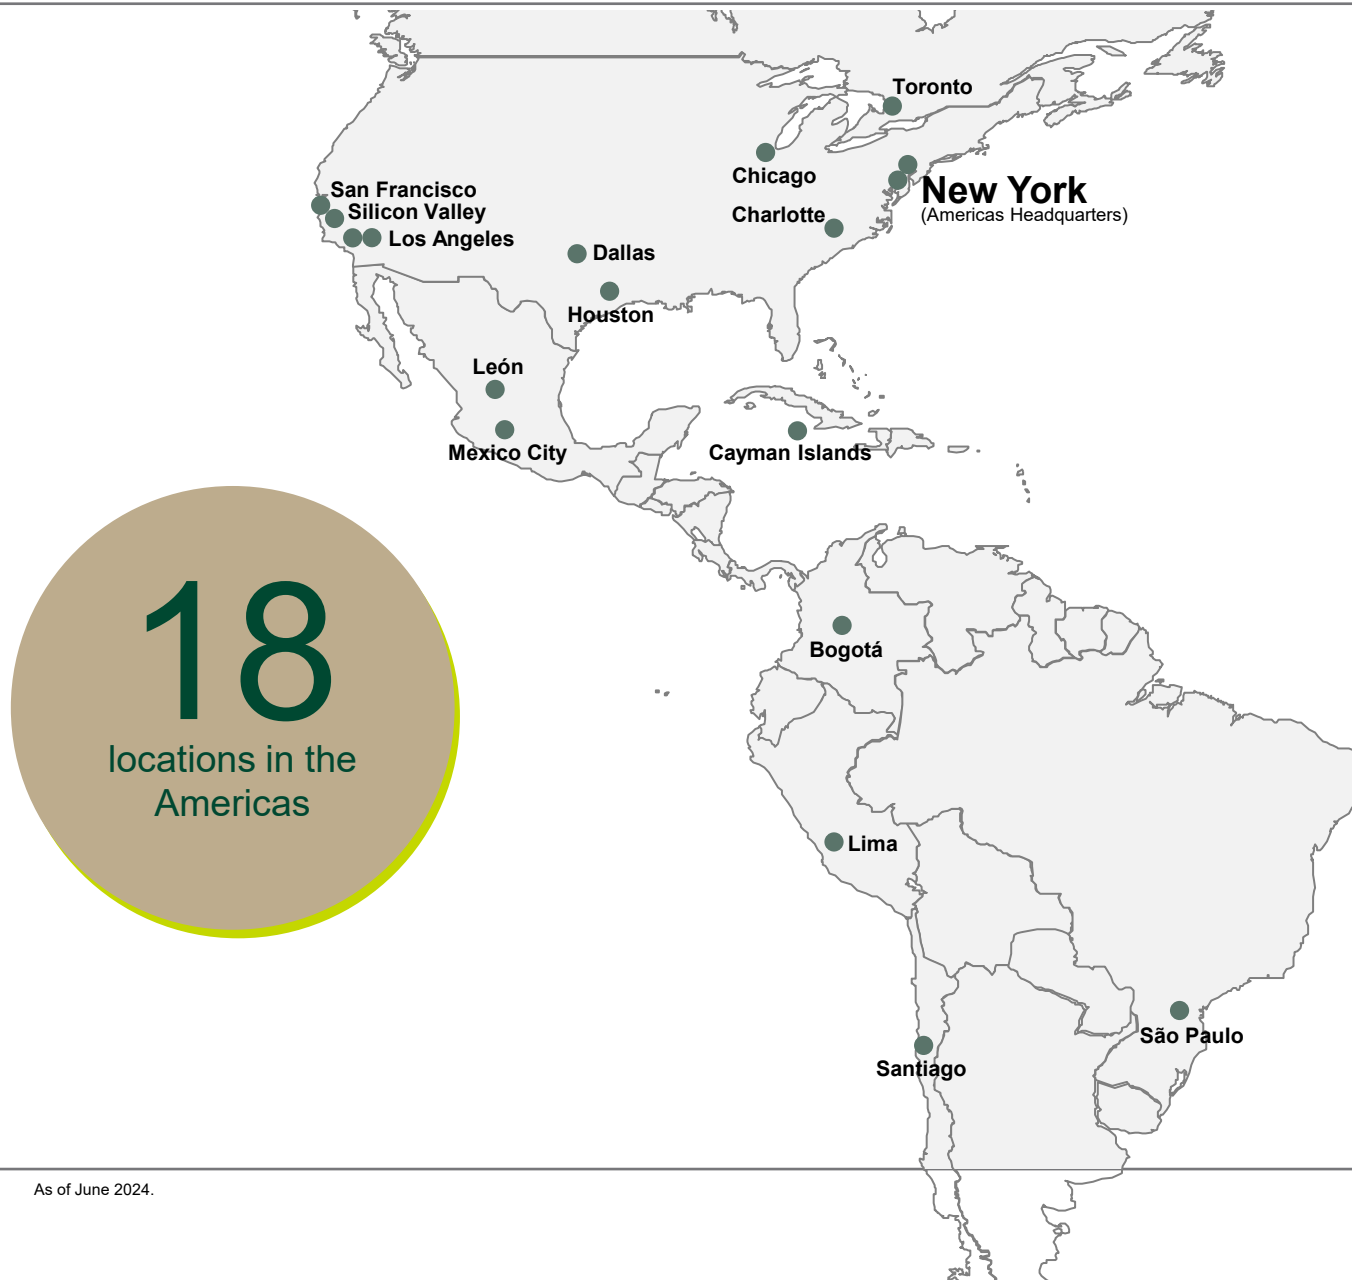 Toronto
Chicago
New York
(Americas Headquarters)
Charlotte
San Francisco
Silicon Valley
Los Angeles
Dallas
Houston
León
Mexico City
Cayman Islands
18
locations in the
Americas
Bogotá
Lima
São Paulo
Santiago
As of June 2024.